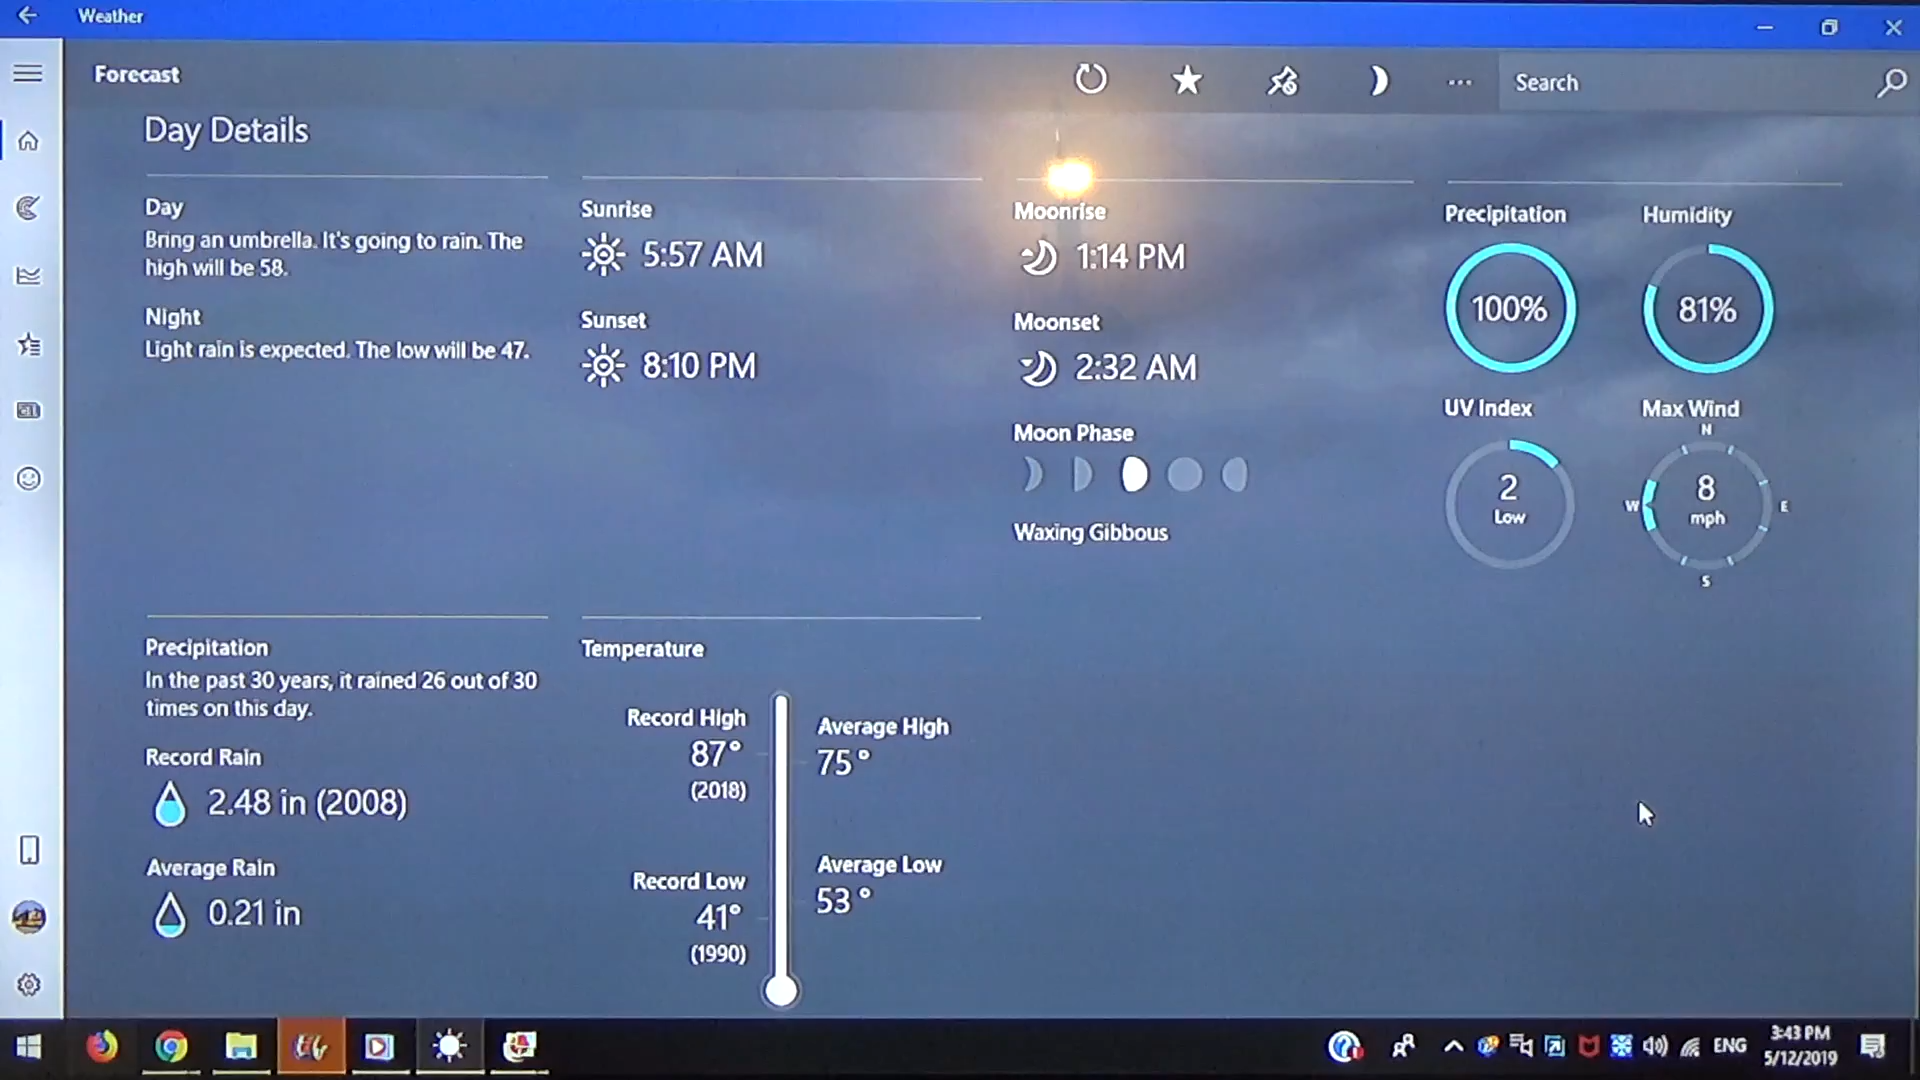 Weather
Forecast
Search
Day Details
Day
Bring an umbrella. It's going to rain. The
high will be 58.
Night
Light rain is expected. The low will be 47.
Sunrise
5:57 AM
Sunset
8:10 PM
Moonrise
1:14 PM
Moonset
2:32 AM
Moon Phase
Waxing Gibbous
Precipitation
100%
Humidity
81%
UV Index
2
Low
Max Wind
N
W
8
mph
E
S
Precipitation
In the past 30 years, it rained 26 out of 30
times on this day.
Record Rain
2.48 in (2008)
Average Rain
0.21 in
Temperature
Record High
87°
(2018)
Average High
75°
Record Low
41°
(1990)
Average Low
53°
ENG
3:43 PM
5/12/2019